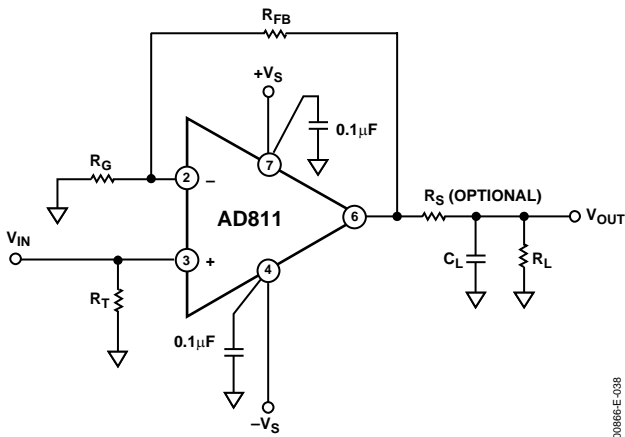 RFB
+VS
0.1µF
RG
2
−
7
AD811
6
RS (OPTIONAL)
VOUT
VIN
3
+
4
CL
RL
RT
0.1µF
−VS
00866-E-038